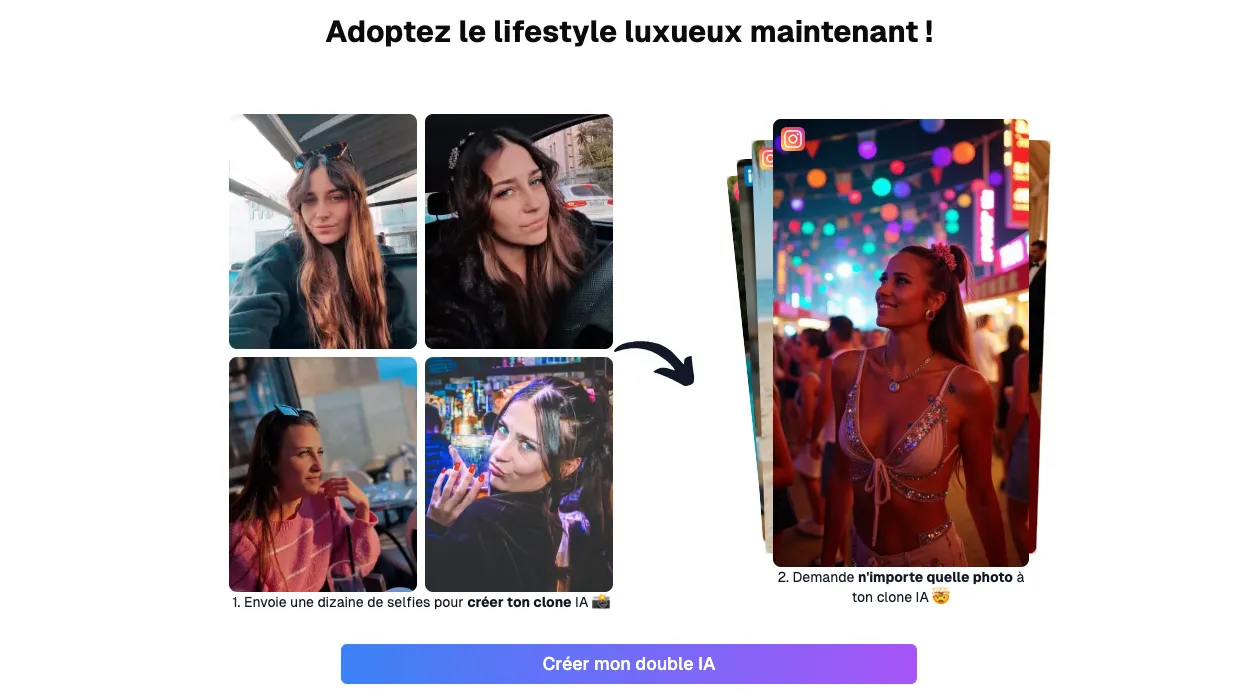 Adoptez le lifestyle luxueux maintenant !
1. Envoie une dizaine de selfies pour créer ton clone IA 📸
2. Demande n'importe quelle photo à
ton clone IA 🤯
Créer mon double IA